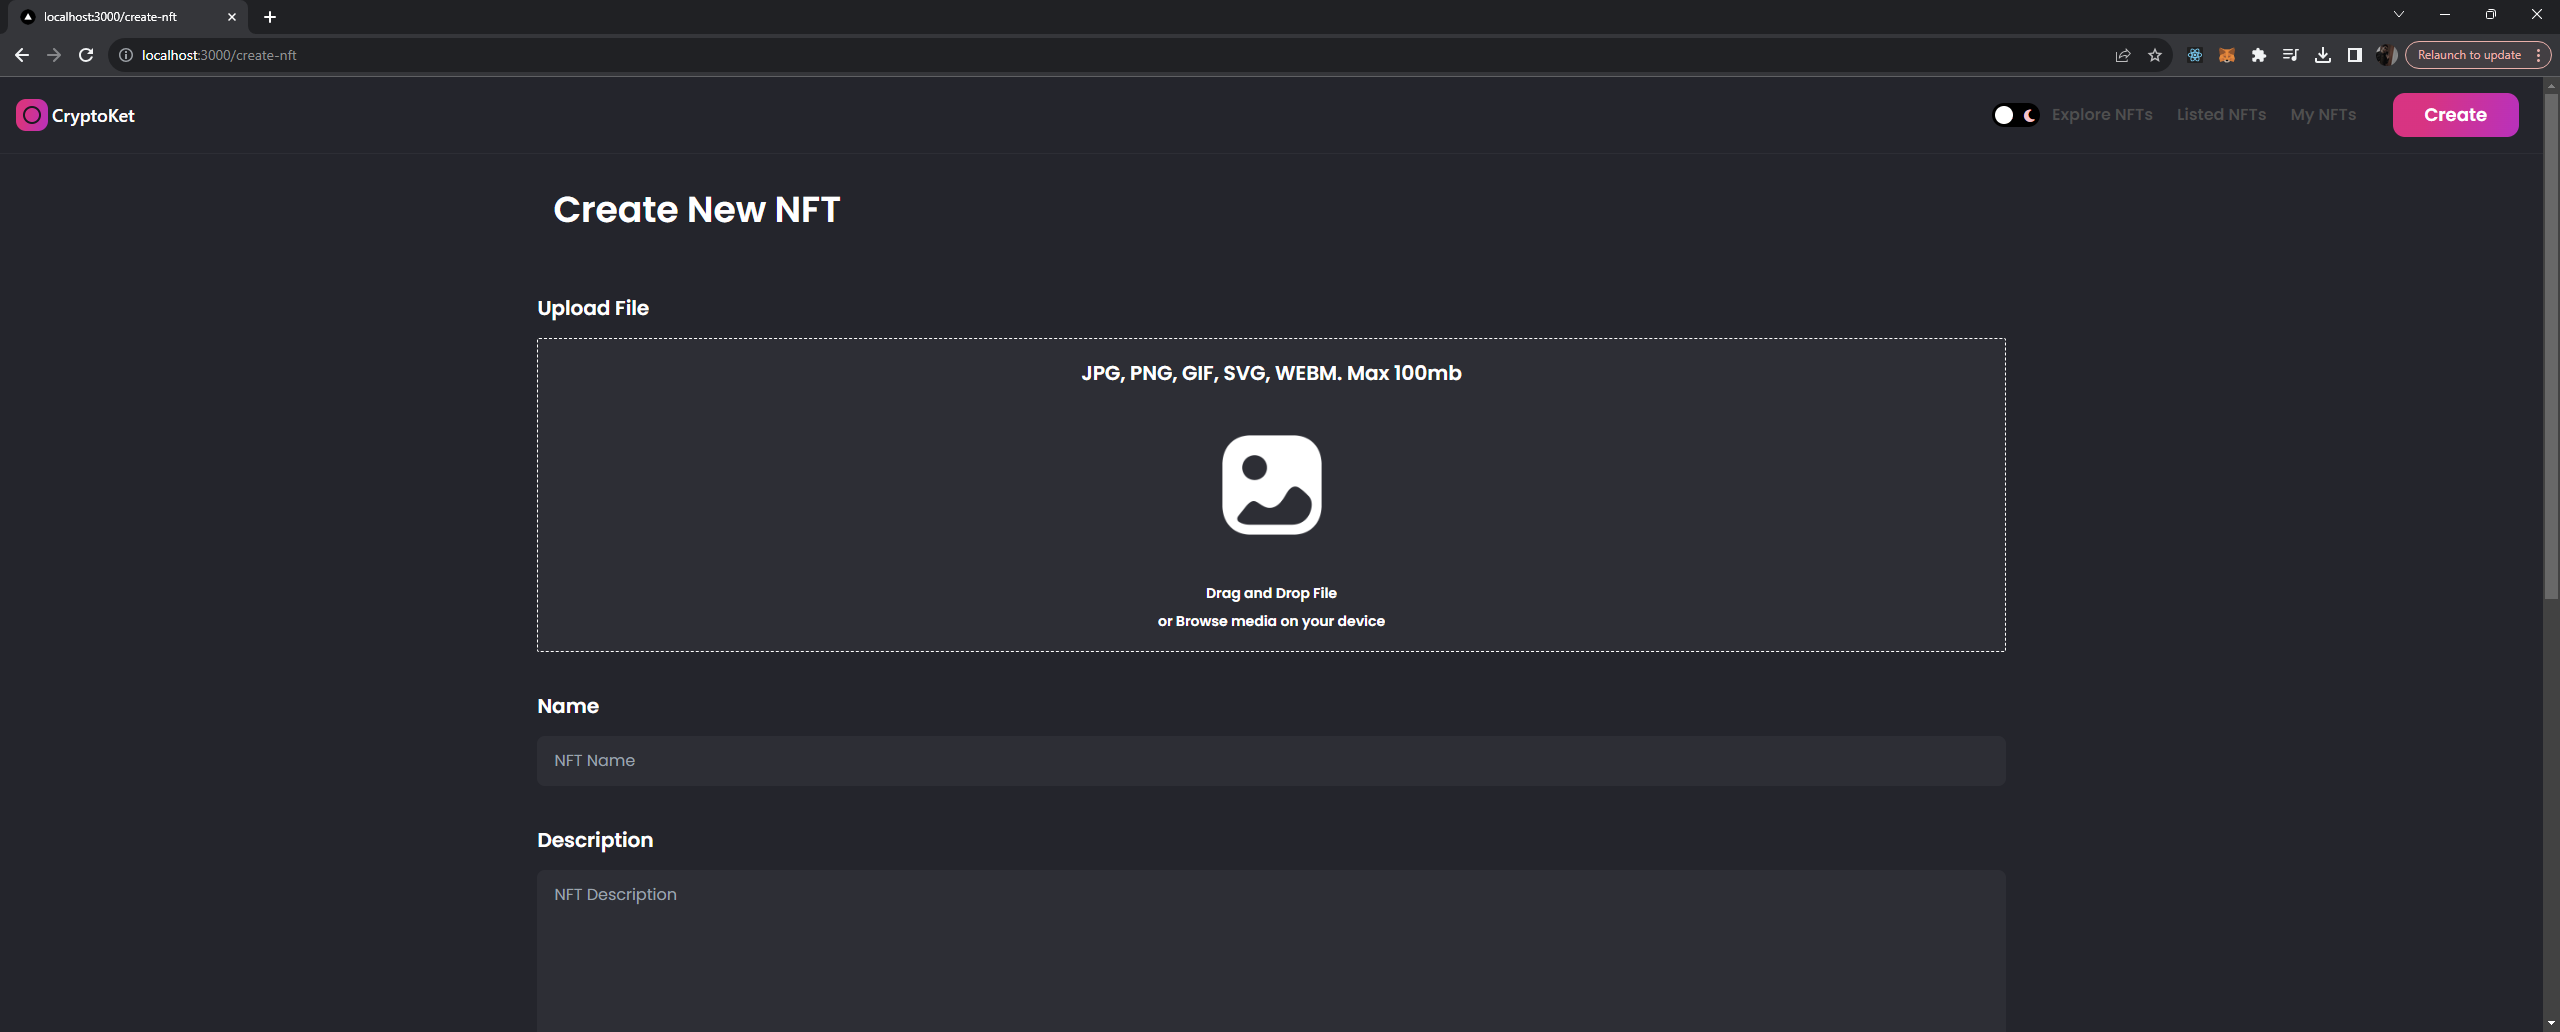 localhost:3000/create-nft
localhost:3000/create-nft
Relaunch to update
CryptoKet
Explore NFTs
Listed NFTs
My NFTs
Create
Create New NFT
Upload File
JPG, PNG, GIF, SVG, WEBM. Max 100mb
Drag and Drop File
or Browse media on your device
Name
NFT Name
Description
NFT Description